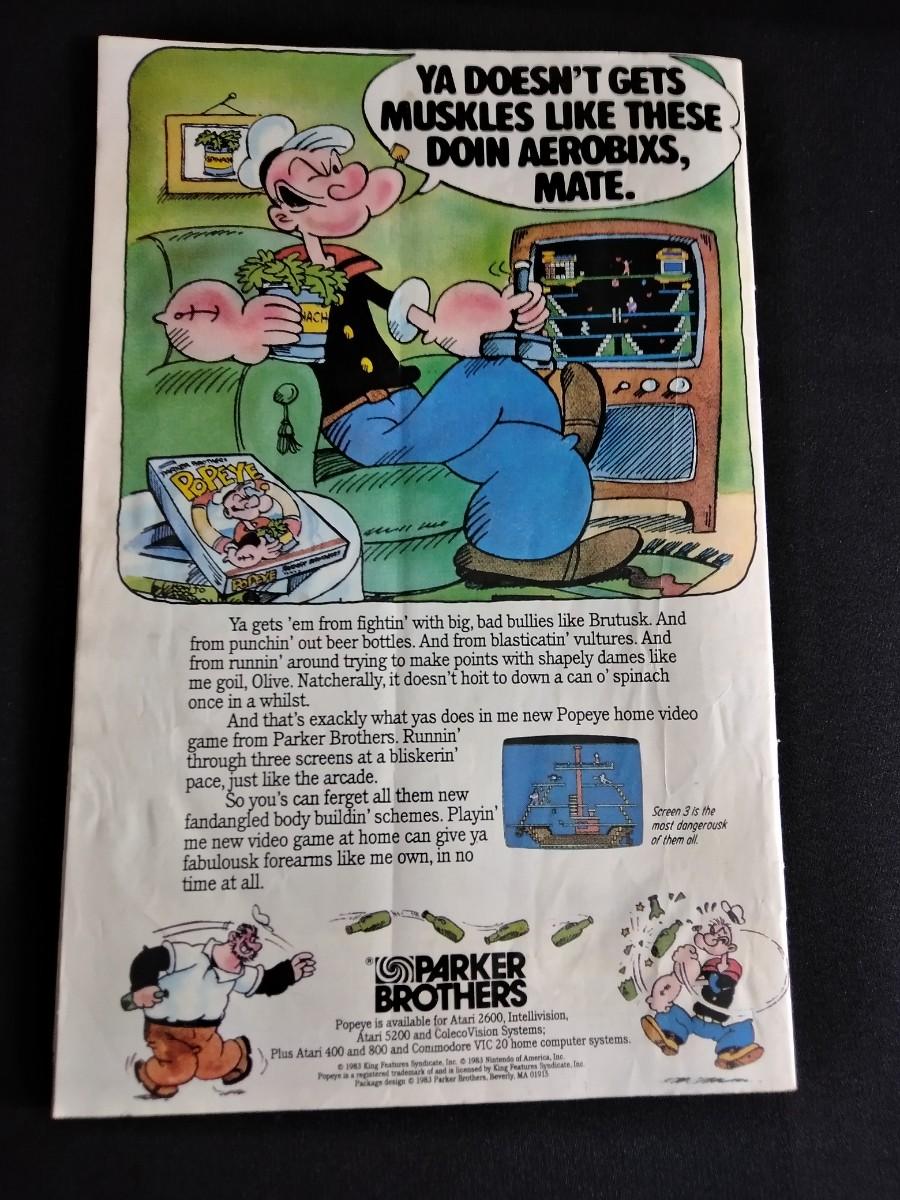 YA DOESN'T GETS
MUSKLES LIKE THESE
DOIN AEROBIXS,
MATE.
SPINACH
NACH
PARKER BROTHERS
POPEYE
POPEYE
PARKER BROTHERS
Ya gets 'em from fightin' with big, bad bullies like Brutusk. And
from punchin' out beer bottles. And from blasticatin' vultures. And
from runnin' around trying to make points with shapely dames like
me goil, Olive. Natcherally, it doesn't hoit to down a can o' spinach
once in a whilst.
And that's exackly what yas does in me new Popeye home video
game from Parker Brothers. Runnin'
through three screens at a bliskerin'
pace, just like the arcade.
So you's can ferget all them new
fandangled body buildin' schemes. Playin'
me new video game at home can give ya
fabulousk forearms like me own, in no
time at all.
Screen 3 is the
most dangerousk
of them all.
® PARKER
BROTHERS
Popeye is available for Atari 2600, Intellivision,
Atari 5200 and ColecoVision Systems;
Plus Atari 400 and 800 and Commodore VIC 20 home computer systems.
© 1983 King Features Syndicate, Inc. © 1983 Nintendo of America, Inc.
Popeye is a registered trademark of and is licensed by King Features Syndicate, Inc.
Package design © 1983 Parker Brothers, Beverly, MA 01915